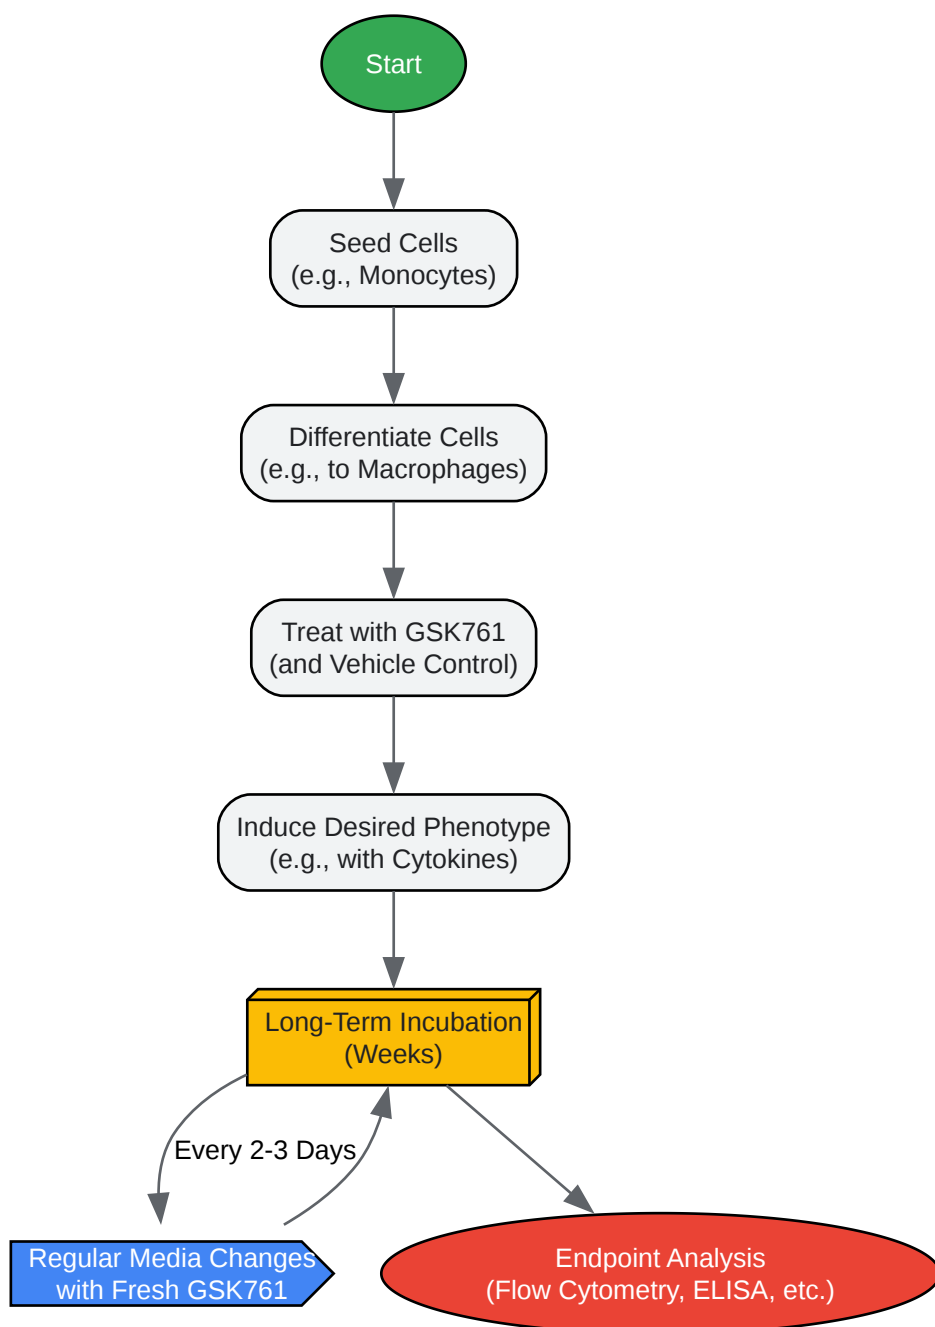 Start
Seed Cells
(e.g., Monocytes)
Differentiate Cells
(e.g., to Macrophages)
Treat with GSK761
(and Vehicle Control)
Induce Desired Phenotype
(e.g., with Cytokines)
Long-Term Incubation
(Weeks)
Every 2-3 Days
Regular Media Changes
with Fresh GSK761
Endpoint Analysis
(Flow Cytometry, ELISA, etc.)